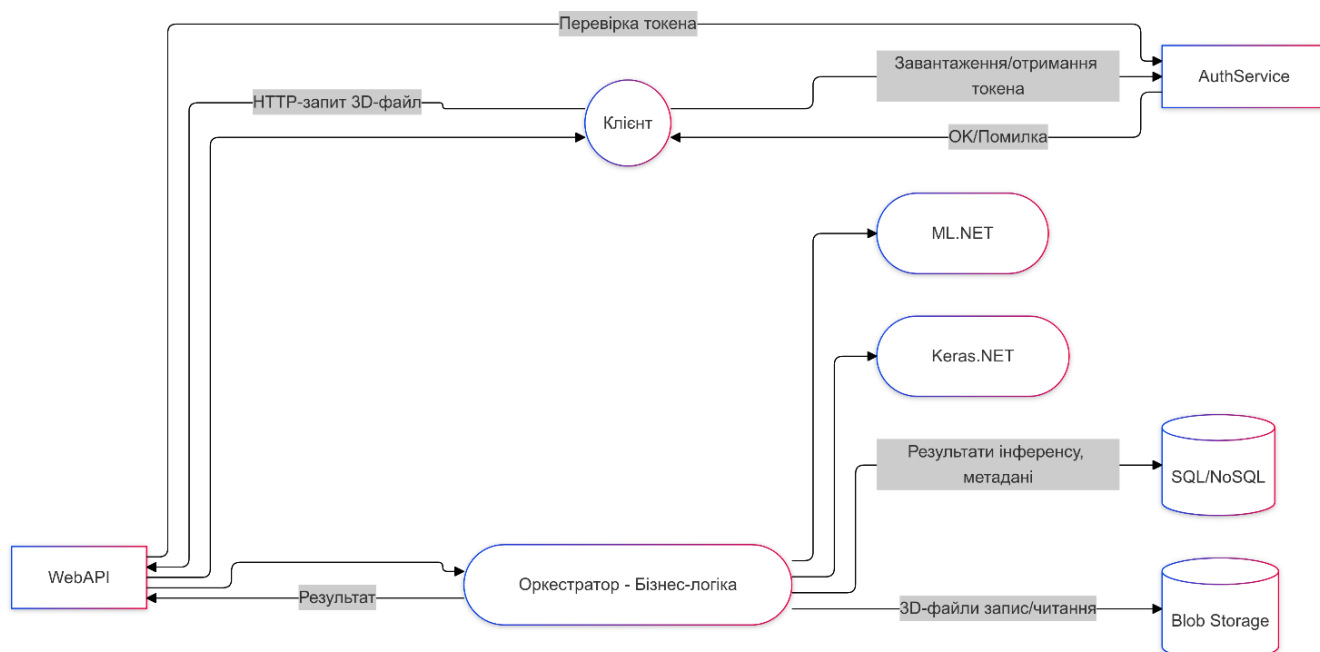 Перевірка токена
Завантаження/отримання
токена
AuthService
HTTP-запит 3D-файл
Клієнт
OK/Помилка
ML.NET
Keras.NET
Результати інференсу,
метадані
SQL/NoSQL
WebAPI
Оркестратор - Бізнес-логіка
Результат
3D-файли запис/читання
Blob Storage